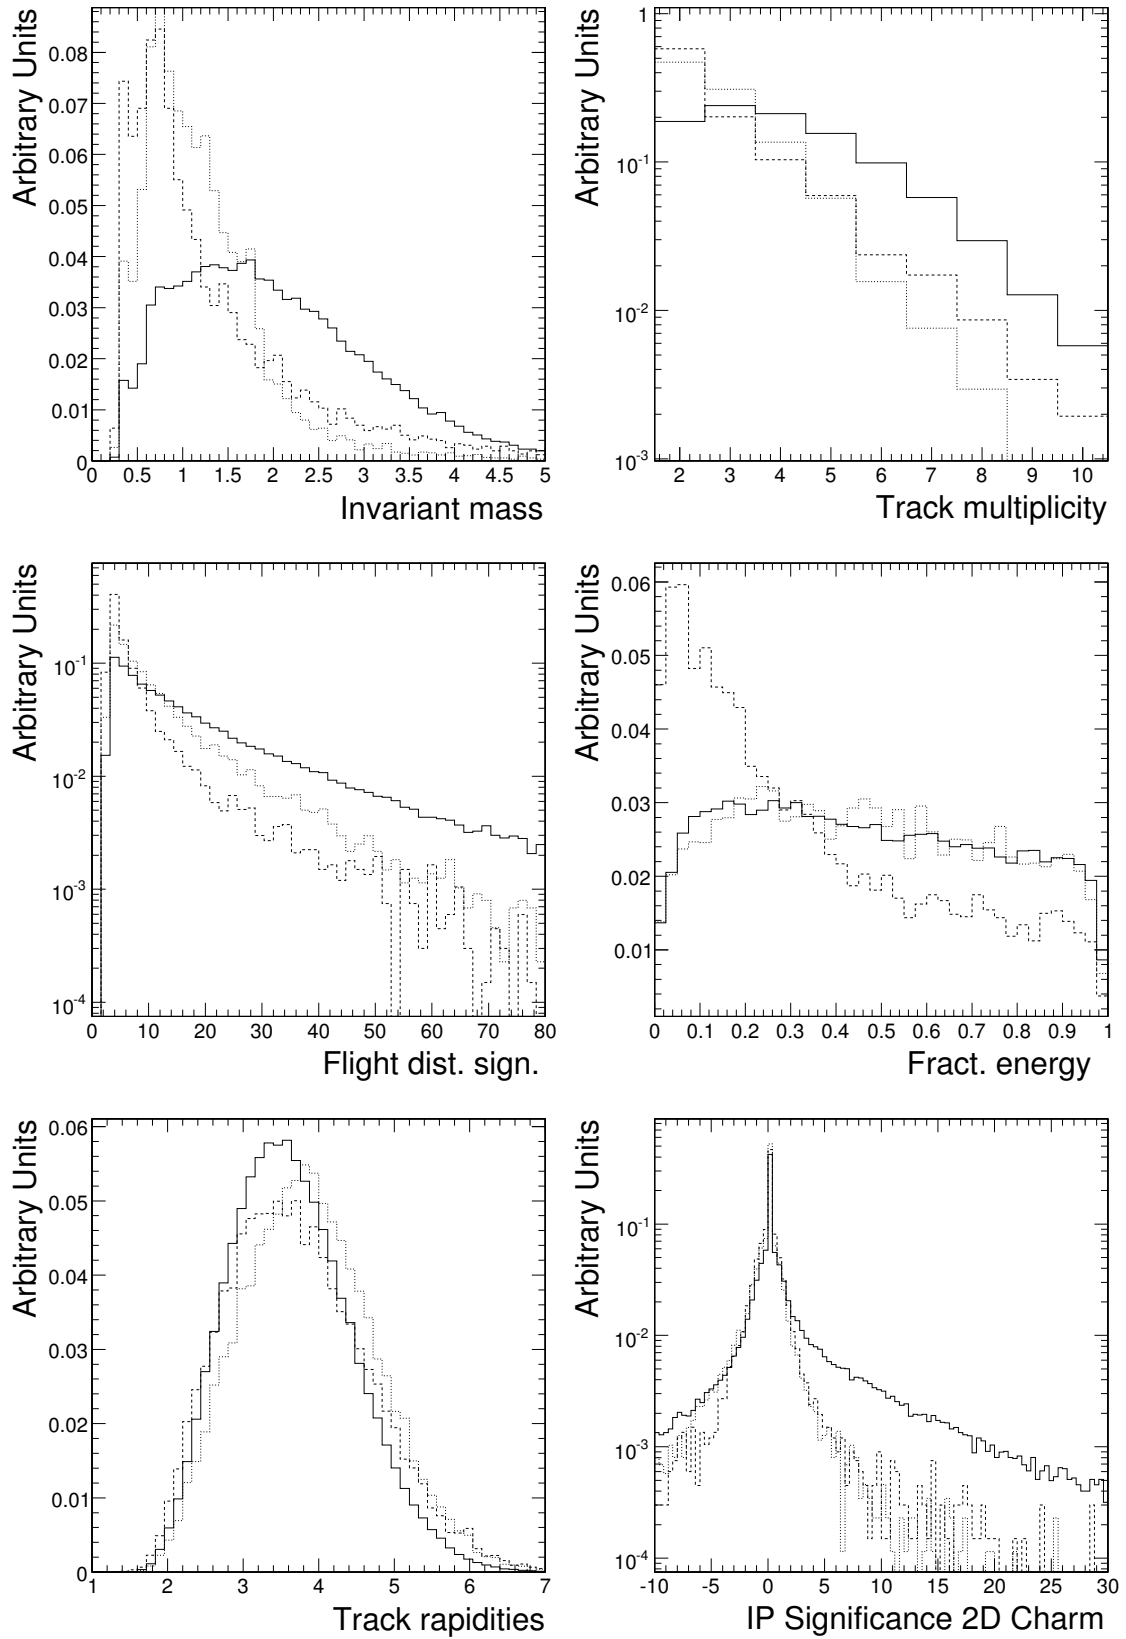 Arbitrary Units
0.08
0.07
0.06
0.05
0.04
0.03
0.02
0.01
0
0 0.5 1 1.5 2 2.5 3 3.5 4 4.5 5
Invariant mass
Arbitrary Units
1
10-1
10-2
10-3
2 3 4 5 6 7 8 9 10
Track multiplicity
Arbitrary Units
10-1
10-2
10-3
10-4
0 10 20 30 40 50 60 70 80
Flight dist. sign.
Arbitrary Units
0.06
0.05
0.04
0.03
0.02
0.01
0 0.1 0.2 0.3 0.4 0.5 0.6 0.7 0.8 0.9 1
Fract. energy
Arbitrary Units
0.06
0.05
0.04
0.03
0.02
0.01
0
1 2 3 4 5 6 7
Track rapidities
Arbitrary Units
10-1
10-2
10-3
10-4
-10 -5 0 5 10 15 20 25 30
IP Significance 2D Charm